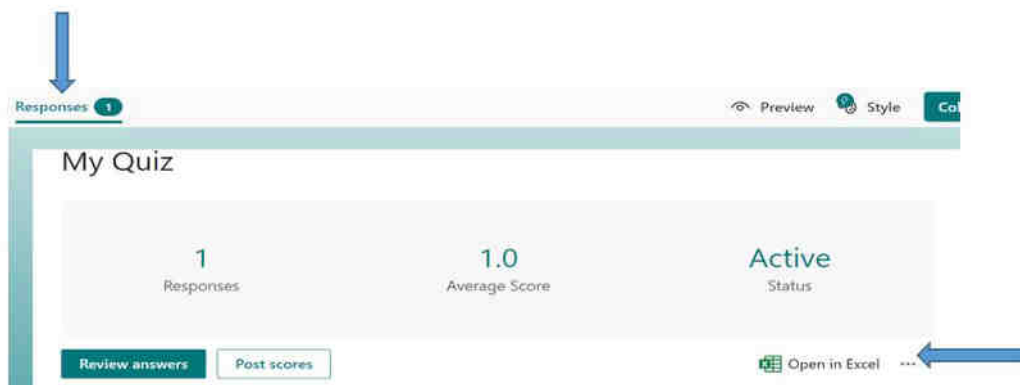 Responses 1 Preview Style Col
My Quiz
1 1.0 Active
Responses Average Score Status
Review answers Post scores Open in Excel ...